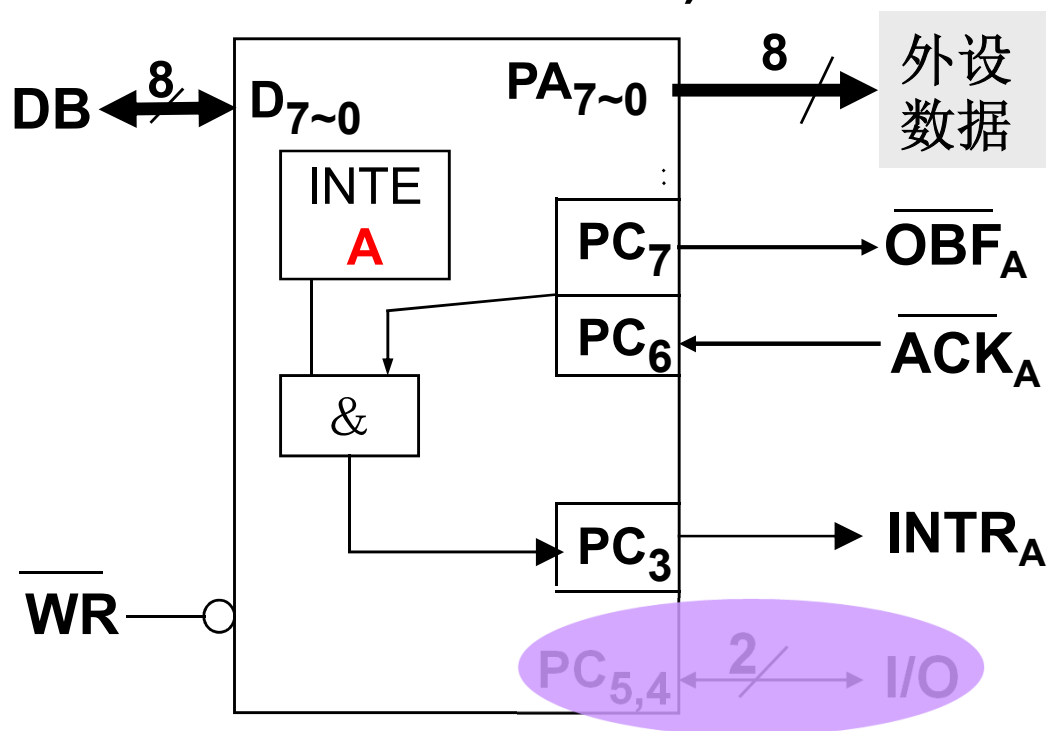 DB
8
D7~0
PA7~0
8
外设
数据
INTE
A
PC7
OBFA
PC6
ACKA
&
PC3
INTRA
WR
PC5,4
2
I/O